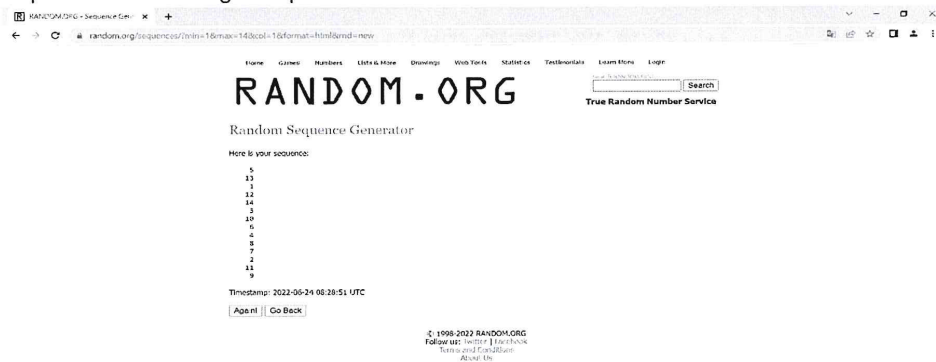 RANDOM.ORG - Sequence Gen
random.org/sequences/?min=1&max=14&col=1&format=html&rnd=new
Home Games Numbers Lists & More Drawings Web Tools Statistics Testimonials Learn More Login
RANDOM.ORG
Search
True Random Number Service
Random Sequence Generator
Here is your sequence:
5
13
1
12
14
3
10
6
4
8
7
2
11
9
Timestamp: 2022-06-24 08:28:51 UTC
Again! Go Back
© 1998-2022 RANDOM.ORG
Follow us: Twitter | Facebook
Terms and Conditions
About Us